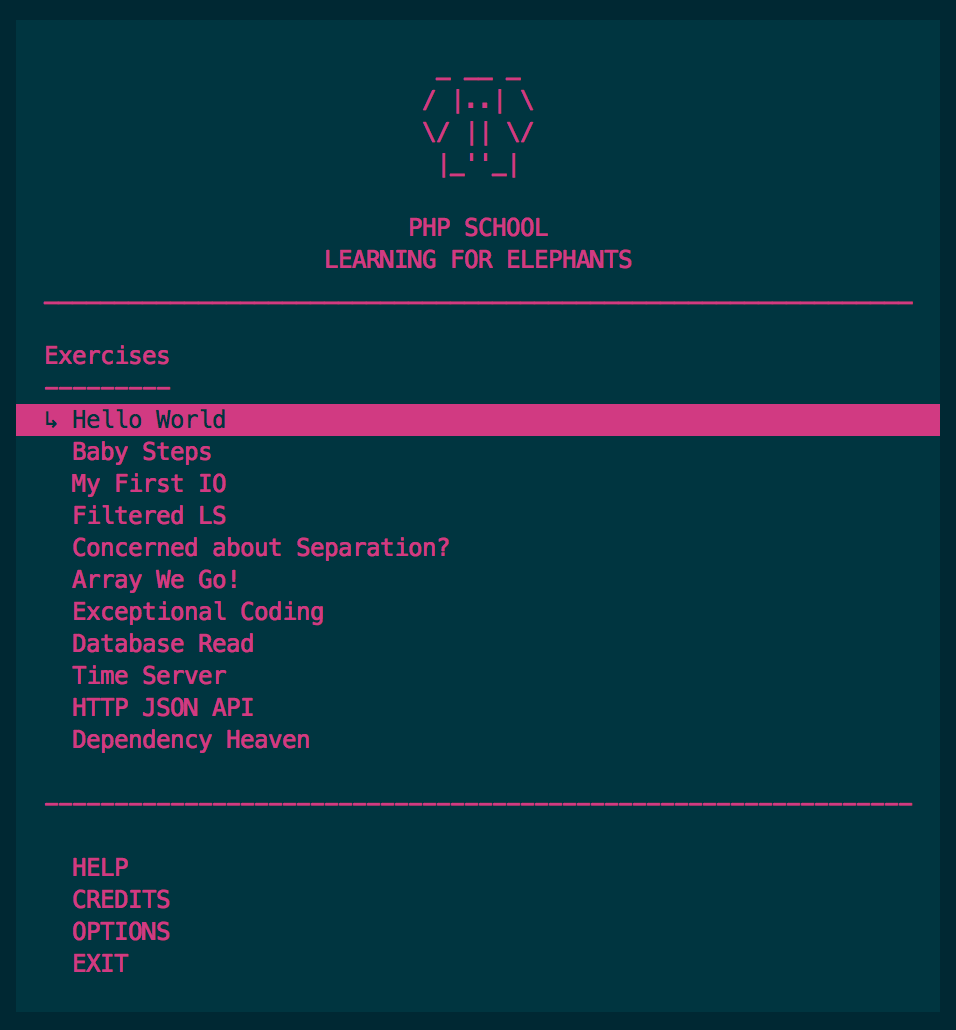 _ __ _
/ |..| \
\/ || \/
 |_''_|
PHP SCHOOL
LEARNING FOR ELEPHANTS
Exercises
---------
↳ Hello World
Baby Steps
My First IO
Filtered LS
Concerned about Separation?
Array We Go!
Exceptional Coding
Database Read
Time Server
HTTP JSON API
Dependency Heaven
HELP
CREDITS
OPTIONS
EXIT